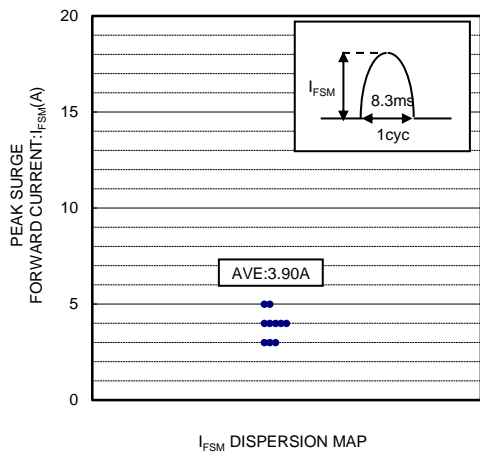 20
15
10
5
0
PEAK SURGE
FORWARD CURRENT:IFSM(A)
IFSM
8.3ms
1cyc
AVE:3.90A
IFSM DISPERSION MAP